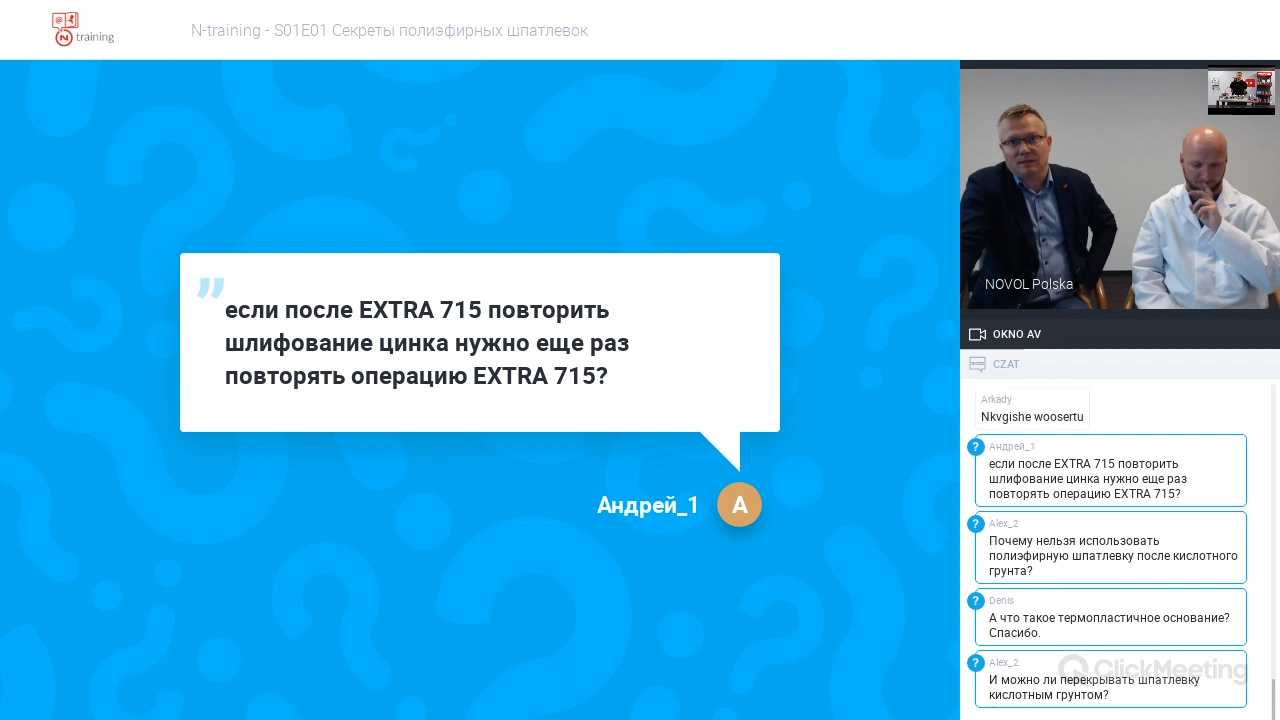 N training
N-training - S01E01 Секреты полиэфирных шпатлевок
если после EXTRA 715 повторить
шлифование цинка нужно еще раз
повторять операцию EXTRA 715?
Андрей_1
A
NOVOL Polska
OKNO AV
CZAT
Arkady
Nkvgishe woosertu
? Андрей_1
если после EXTRA 715 повторить
шлифование цинка нужно еще раз
повторять операцию EXTRA 715?
? Alex_2
Почему нельзя использовать
полиэфирную шпатлевку после кислотного
грунта?
? Denis
А что такое термопластичное основание?
Спасибо.
? Alex_2
И можно ли перекрывать шпатлевку
кислотным грунтом?
ClickMeeting